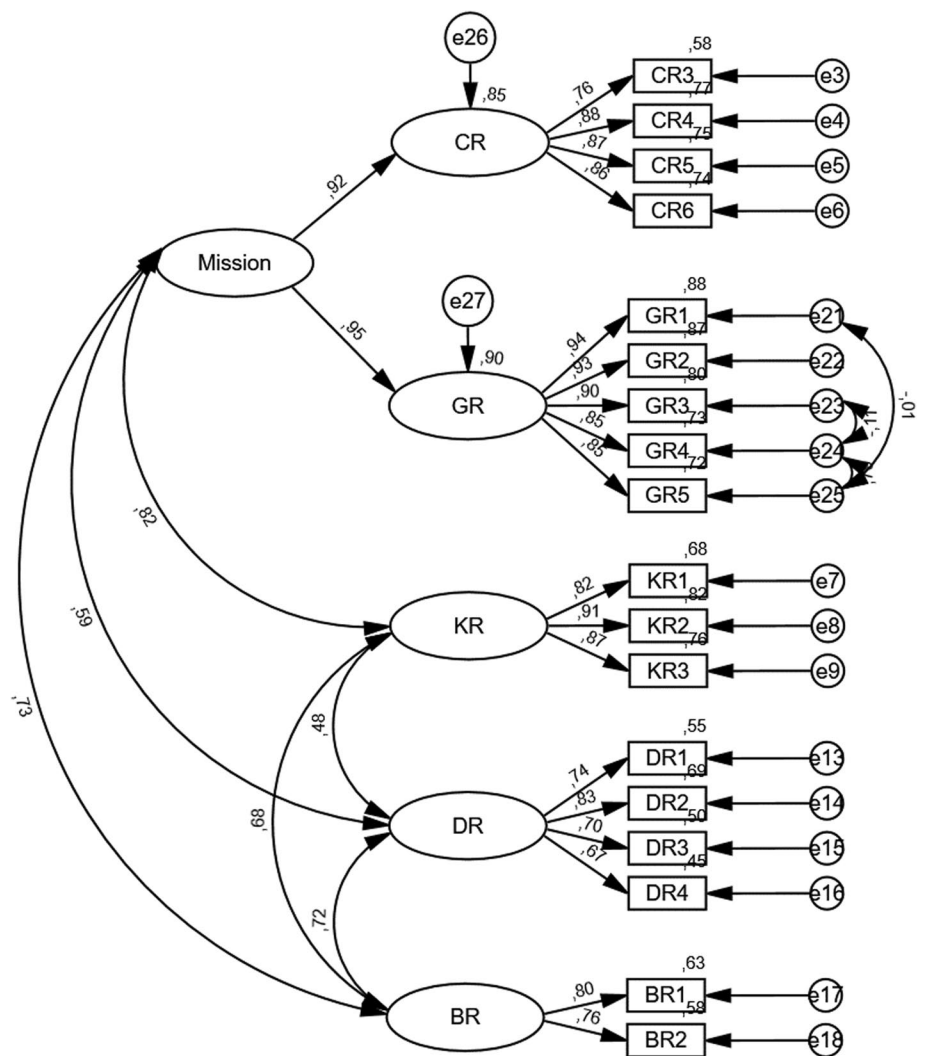 e26
,85
CR
,92
Mission
,95
e27
,90
GR
,58
,76
CR3
e3
,77
,88
CR4
e4
,75
,87
CR5
e5
,74
,86
CR6
e6
,88
,94
GR1
e21
,87
,93
GR2
e22
,80
,90
GR3
e23
,73
,85
GR4
e24
,72
,85
GR5
e25
-,01
-,11
,82
,59
,73
KR
,68
,82
KR1
e7
,82
,91
KR2
e8
,76
,87
KR3
e9
,48
,68
DR
,55
,74
DR1
e13
,69
,83
DR2
e14
,50
,70
DR3
e15
,45
,67
DR4
e16
,72
BR
,63
,80
BR1
e17
,58
,76
BR2
e18